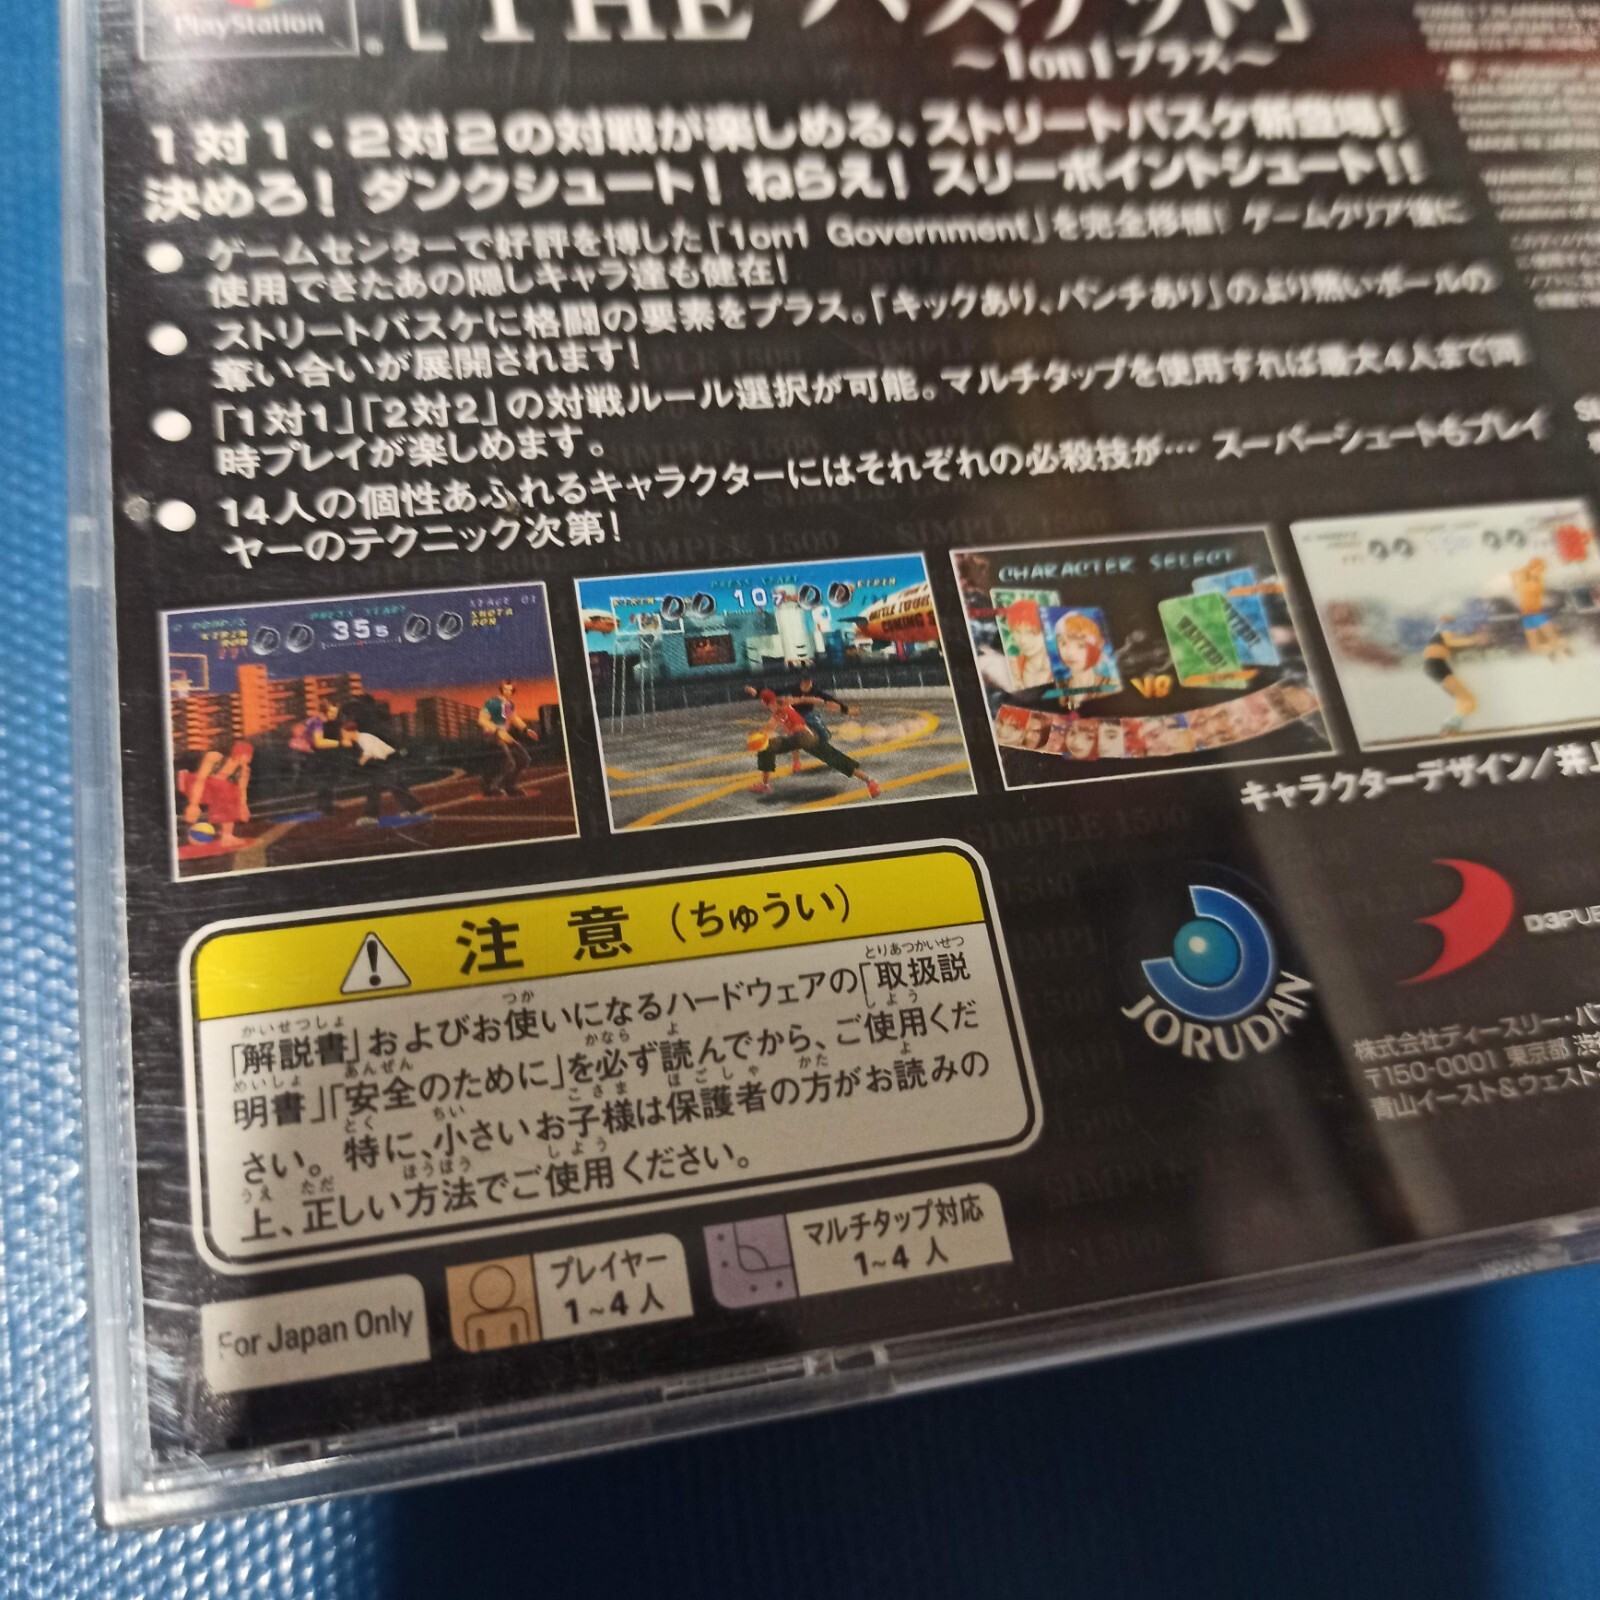 PlayStation
[THE バスケット]
～1on1プラス～
1対1・2対2の対戦が楽しめる、ストリートバスケ新登場!
決めろ! ダンクシュート! ねらえ! スリーポイントシュート!!
● ゲームセンターで好評を博した「1on1 Government」を完全移植! ゲームクリア後に
使用できたあの隠しキャラ達も健在!
● ストリートバスケに格闘の要素をプラス。「キックあり、パンチあり」のより熱いボールの
奪い合いが展開されます!
● 「1対1」「2対2」の対戦ルール選択が可能。マルチタップを使用すれば最大4人まで同
時プレイが楽しめます。
● 14人の個性あふれるキャラクターにはそれぞれの必殺技が… スーパーシュートもプレイ
ヤーのテクニック次第!
PRESS START
35s
STAGE 01
SHOTA
RON
10
CHARACTER SELECT
VS
WANTED!
キャラクターデザイン/井上
注 意 (ちゅうい)
「解説書」およびお使いになるハードウェアの「取扱説
明書」「安全のために」を必ず読んでから、ご使用くだ
さい。特に、小さいお子様は保護者の方がお読みの
上、正しい方法でご使用ください。
JORUDAN
D3PUB
株式会社ディースリー・パブ
〒150-0001 東京都 渋谷
青山イースト&ウェスト
For Japan Only
プレイヤー
1~4 人
マルチタップ対応
1~4 人